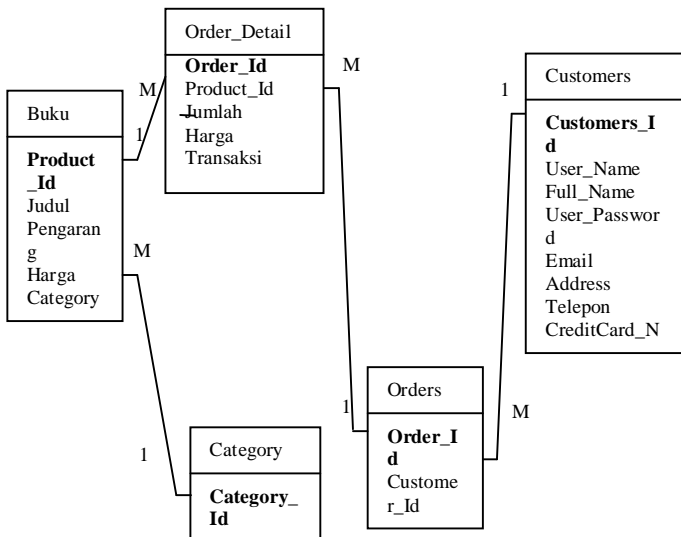 Order_Detail
Order_Id
Product_Id
Jumlah
Harga
Transaksi
M
1
Buku
Product
_Id
Judul
Pengaran
g
Harga
Category
M
1
Category
Category_
Id
M
1
Orders
Order_I
d
Custome
r_Id
M
1
Customers
Customers_I
d
User_Name
Full_Name
User_Passwor
d
Email
Address
Telepon
CreditCard_N